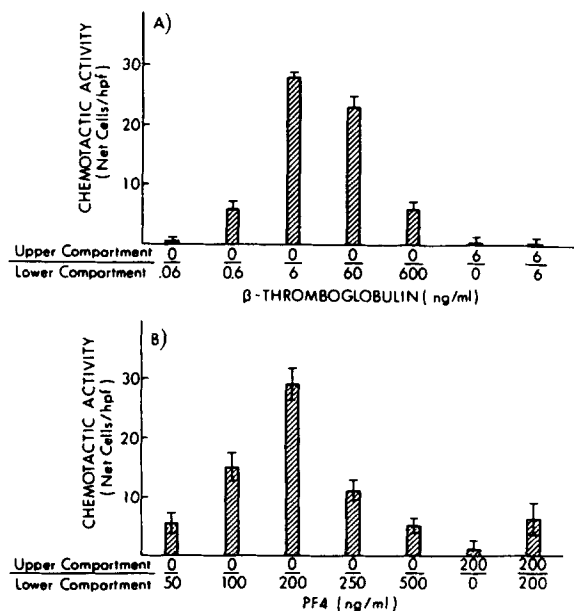 A)
CHEMOTACTIC ACTIVITY
(Net Cells/hpf)
30
20
10
Upper Compartment 0 0 0 0 0 6 6
Lower Compartment .06 0.6 6 60 600 0 6
β-THROMBOGLOBULIN (ng/ml)
B)
CHEMOTACTIC ACTIVITY
(Net Cells/hpf)
30
20
10
Upper Compartment 0 0 0 0 0 200 200
Lower Compartment 50 100 200 250 500 0 200
PF4 (ng/ml)